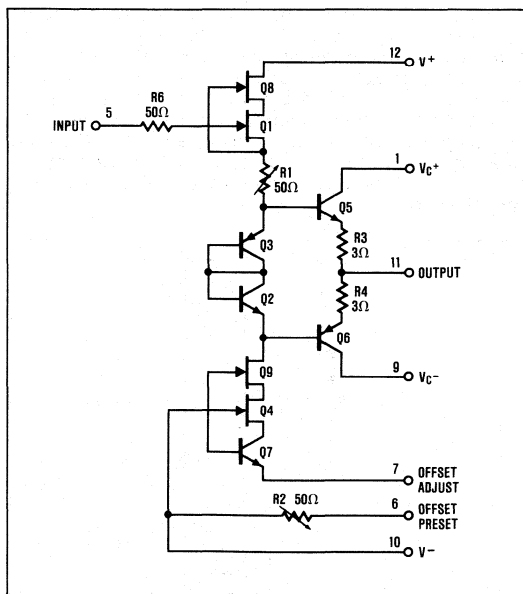 12 V+
Q8
R6
50Ω
5
INPUT
Q1
R1
50Ω
1
VC+
Q5
Q3
R3
3Ω
11
OUTPUT
R4
3Ω
Q2
Q6
9
VC−
Q9
Q4
Q7
7 OFFSET
ADJUST
R2 50Ω
6 OFFSET
PRESET
10 V−